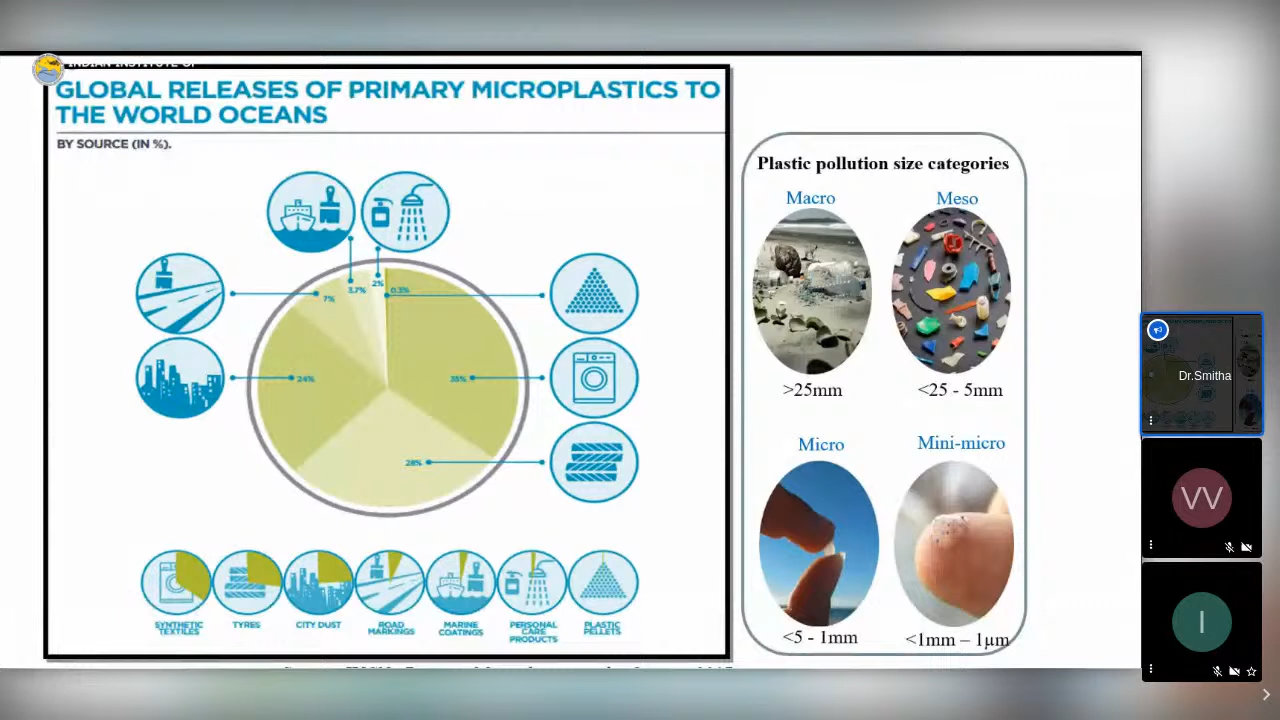 INDIAN INSTITUTE OF
GLOBAL RELEASES OF PRIMARY MICROPLASTICS TO
THE WORLD OCEANS
BY SOURCE (IN %).
3.7%
2%
0.3%
7%
24%
35%
28%
SYNTHETIC
TEXTILES
TYRES
CITY DUST
ROAD
MARKINGS
MARINE
COATINGS
PERSONAL
CARE
PRODUCTS
PLASTIC
PELLETS
Plastic pollution size categories
Macro
Meso
>25mm
<25 - 5mm
Micro
Mini-micro
<5 - 1mm
<1mm – 1µm
Dr.Smitha
VV
I